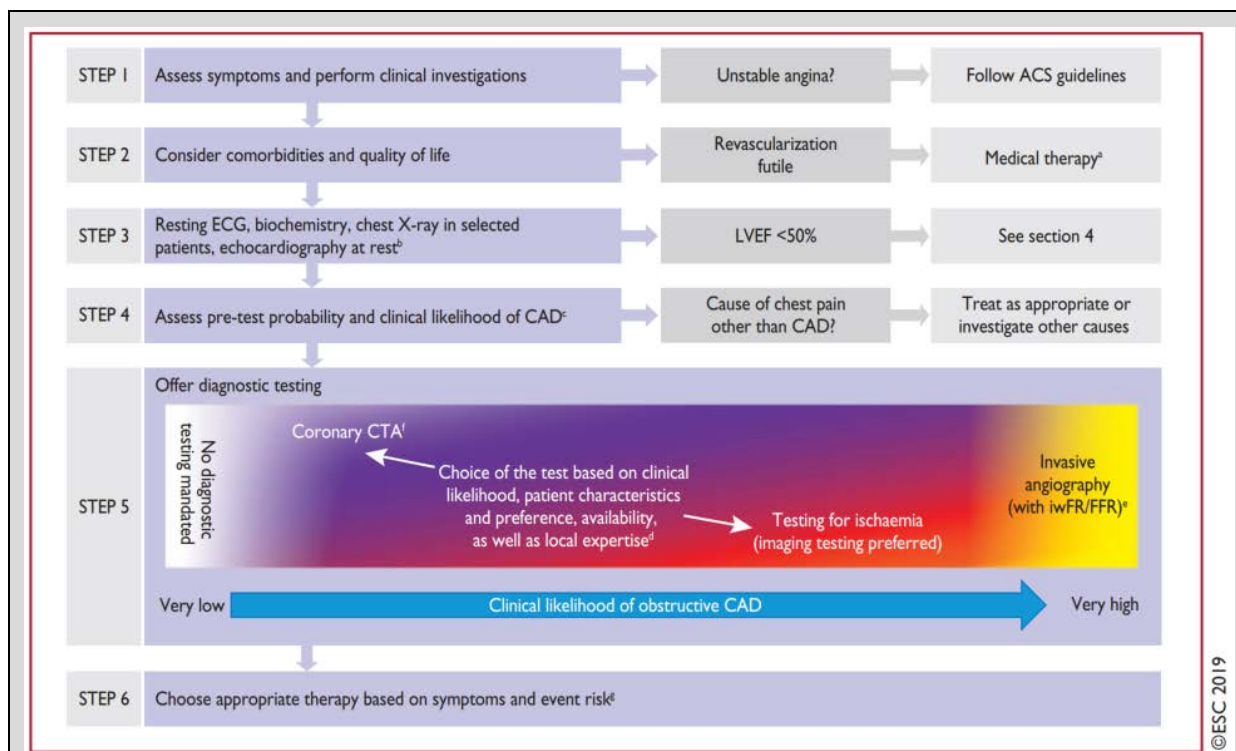 STEP 1
Assess symptoms and perform clinical investigations
Unstable angina?
Follow ACS guidelines
STEP 2
Consider comorbidities and quality of life
Revascularization
futile
Medical therapyᵃ
STEP 3
Resting ECG, biochemistry, chest X-ray in selected
patients, echocardiography at restᵇ
LVEF <50%
See section 4
STEP 4
Assess pre-test probability and clinical likelihood of CADᶜ
Cause of chest pain
other than CAD?
Treat as appropriate or
investigate other causes
STEP 5
Offer diagnostic testing
No diagnostic
testing mandated
Coronary CTAᶠ
Choice of the test based on clinical
likelihood, patient characteristics
and preference, availability,
as well as local expertiseᵈ
Testing for ischaemia
(imaging testing preferred)
Invasive
angiography
(with iwFR/FFR)ᵉ
Very low
Clinical likelihood of obstructive CAD
Very high
STEP 6
Choose appropriate therapy based on symptoms and event riskᵍ
©ESC 2019